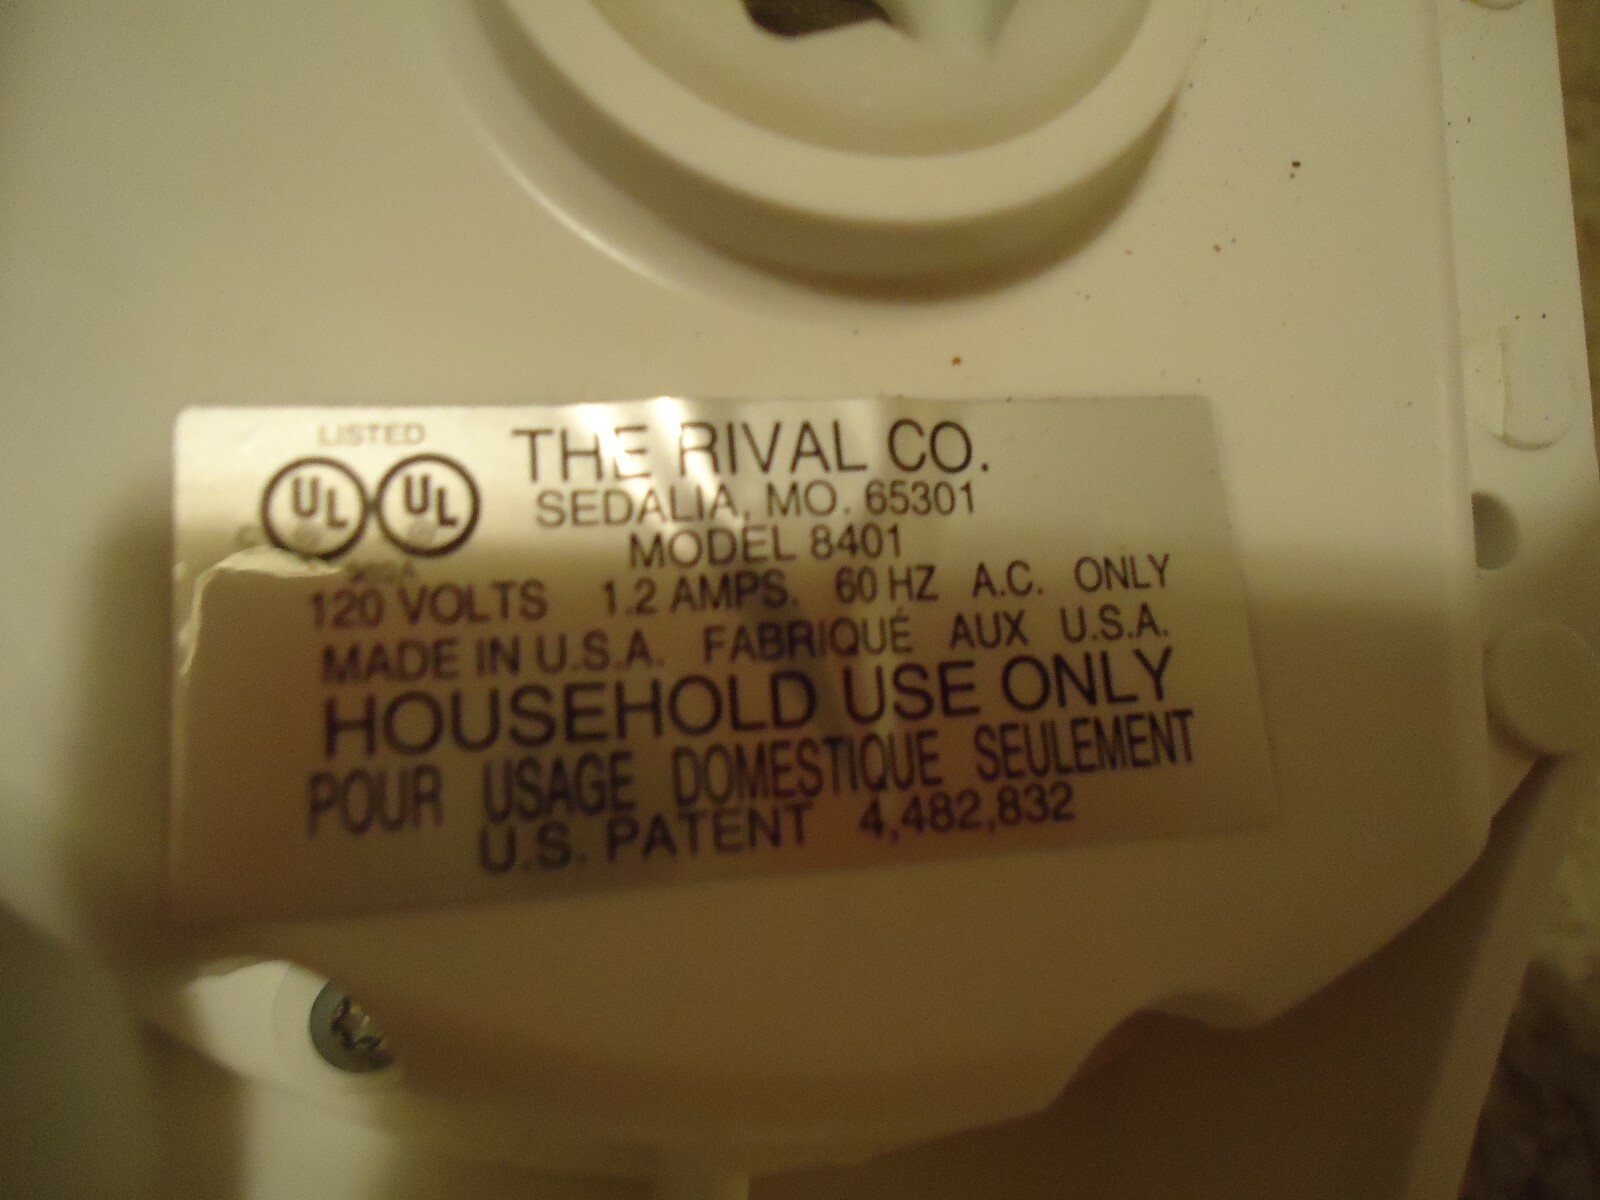 LISTED
UL UL
THE RIVAL CO.
SEDALIA, MO. 65301
MODEL 8401
120 VOLTS 1.2 AMPS. 60 HZ A.C. ONLY
MADE IN U.S.A. FABRIQUÉ AUX U.S.A.
HOUSEHOLD USE ONLY
POUR USAGE DOMESTIQUE SEULEMENT
U.S. PATENT 4,482,832